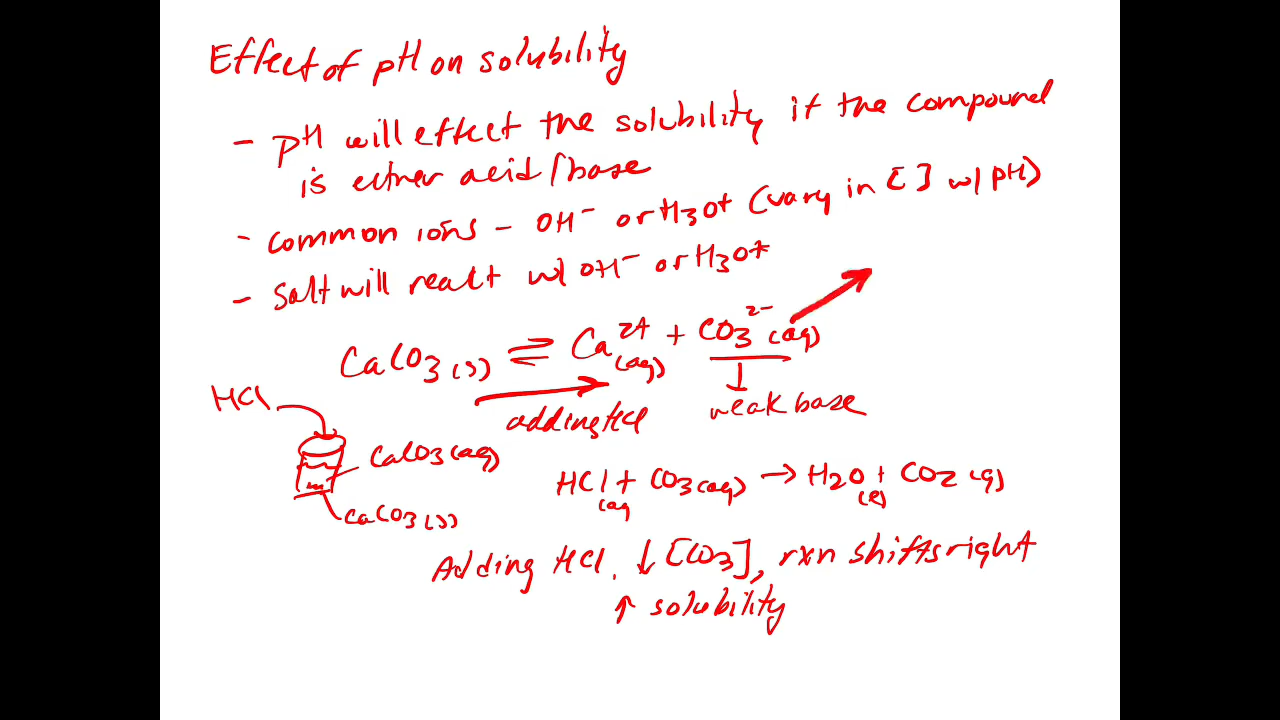 Effect of pH on solubility
- pH will effect the solubility if the compound
is either acid/base
- common ions - OH⁻ or H3O+ (vary in [ ] w/ pH)
- Salt will react w/ OH⁻ or H3O+
CaCO3(s) ⇌ Ca²⁺(aq) + CO3²⁻(aq)
adding HCl
↓
weak base
HCl
CaCO3(aq)
CaCO3(s)
HCl(aq) + CO3(aq) → H2O(l) + CO2(g)
Adding HCl, ↓ [CO3], rxn shifts right
↑ solubility